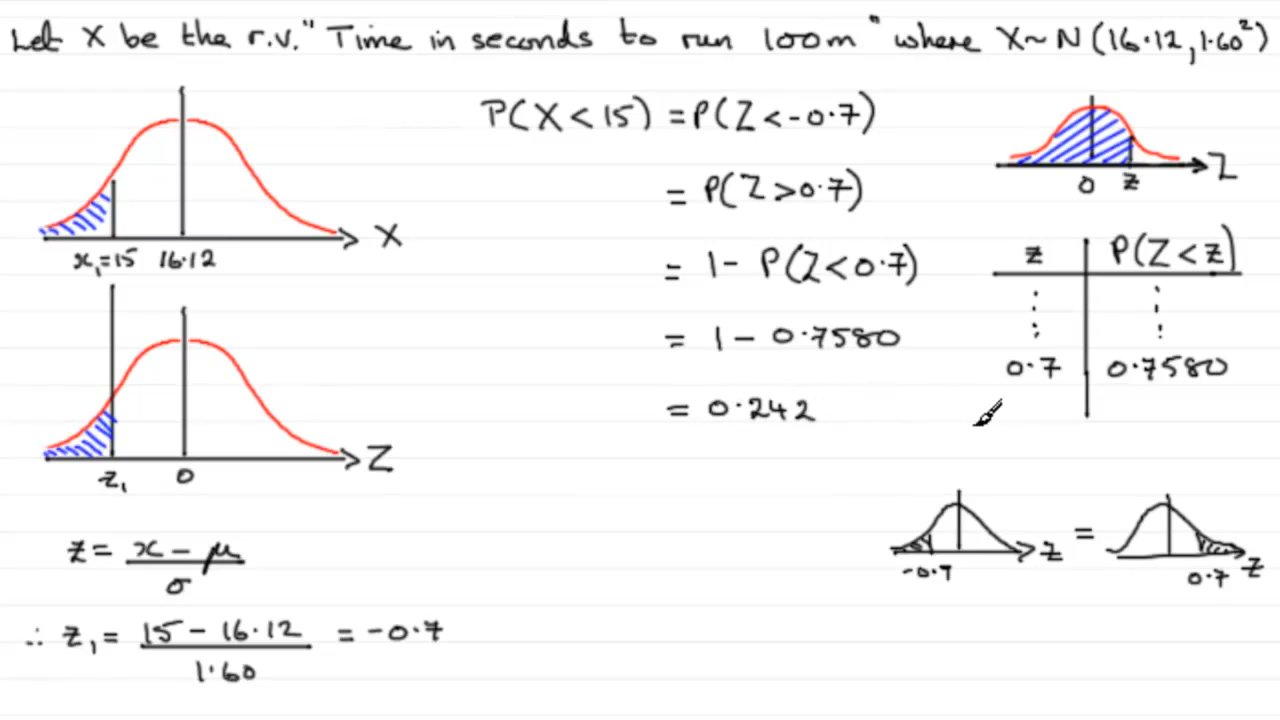 Let X be the r.v. "Time in seconds to run 100m" where X~N(16·12, 1·60²)
X
x₁=15 16·12
Z
z₁ 0
z = x − μ / σ
∴ z₁ = 15 − 16·12 / 1·60 = −0·7
P(X < 15) = P(Z < −0·7)
= P(Z > 0·7)
= 1 − P(Z < 0·7)
= 1 − 0·7580
= 0·242
Z
0 z
z P(Z < z)
⋮ ⋮
0·7 0·7580
−0·7 z = 0·7 z